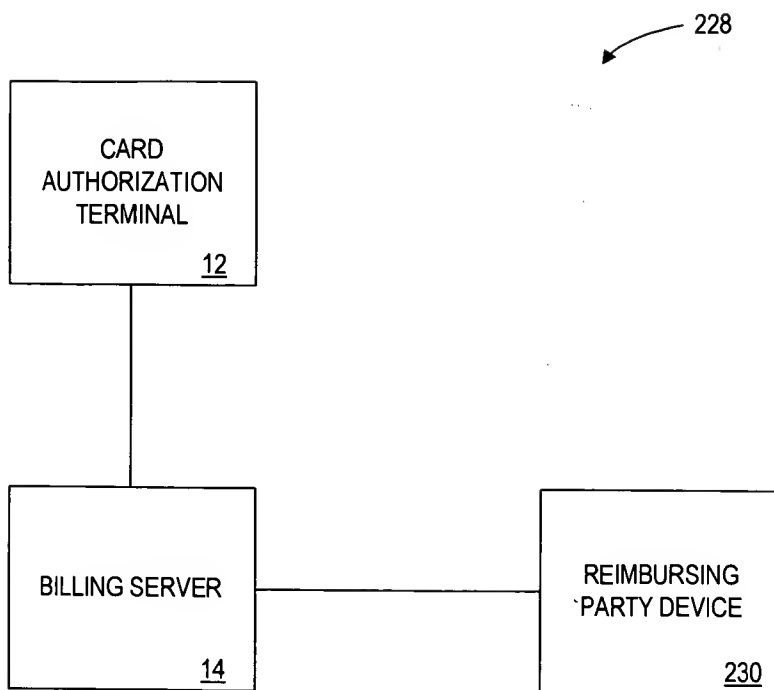 228
CARD
AUTHORIZATION
TERMINAL
12
BILLING SERVER
14
REIMBURSING
PARTY DEVICE
230